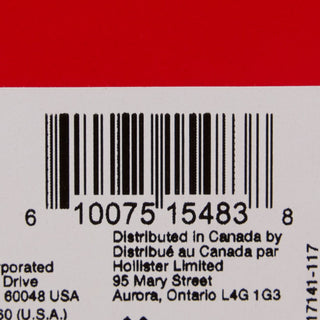 6 10075 15483 8
Distributed in Canada by
Distribué au Canada par
Hollister Limited
95 Mary Street
Aurora, Ontario L4G 1G3
orporated
Drive
60048 USA
60 (U.S.A.)
17141-117